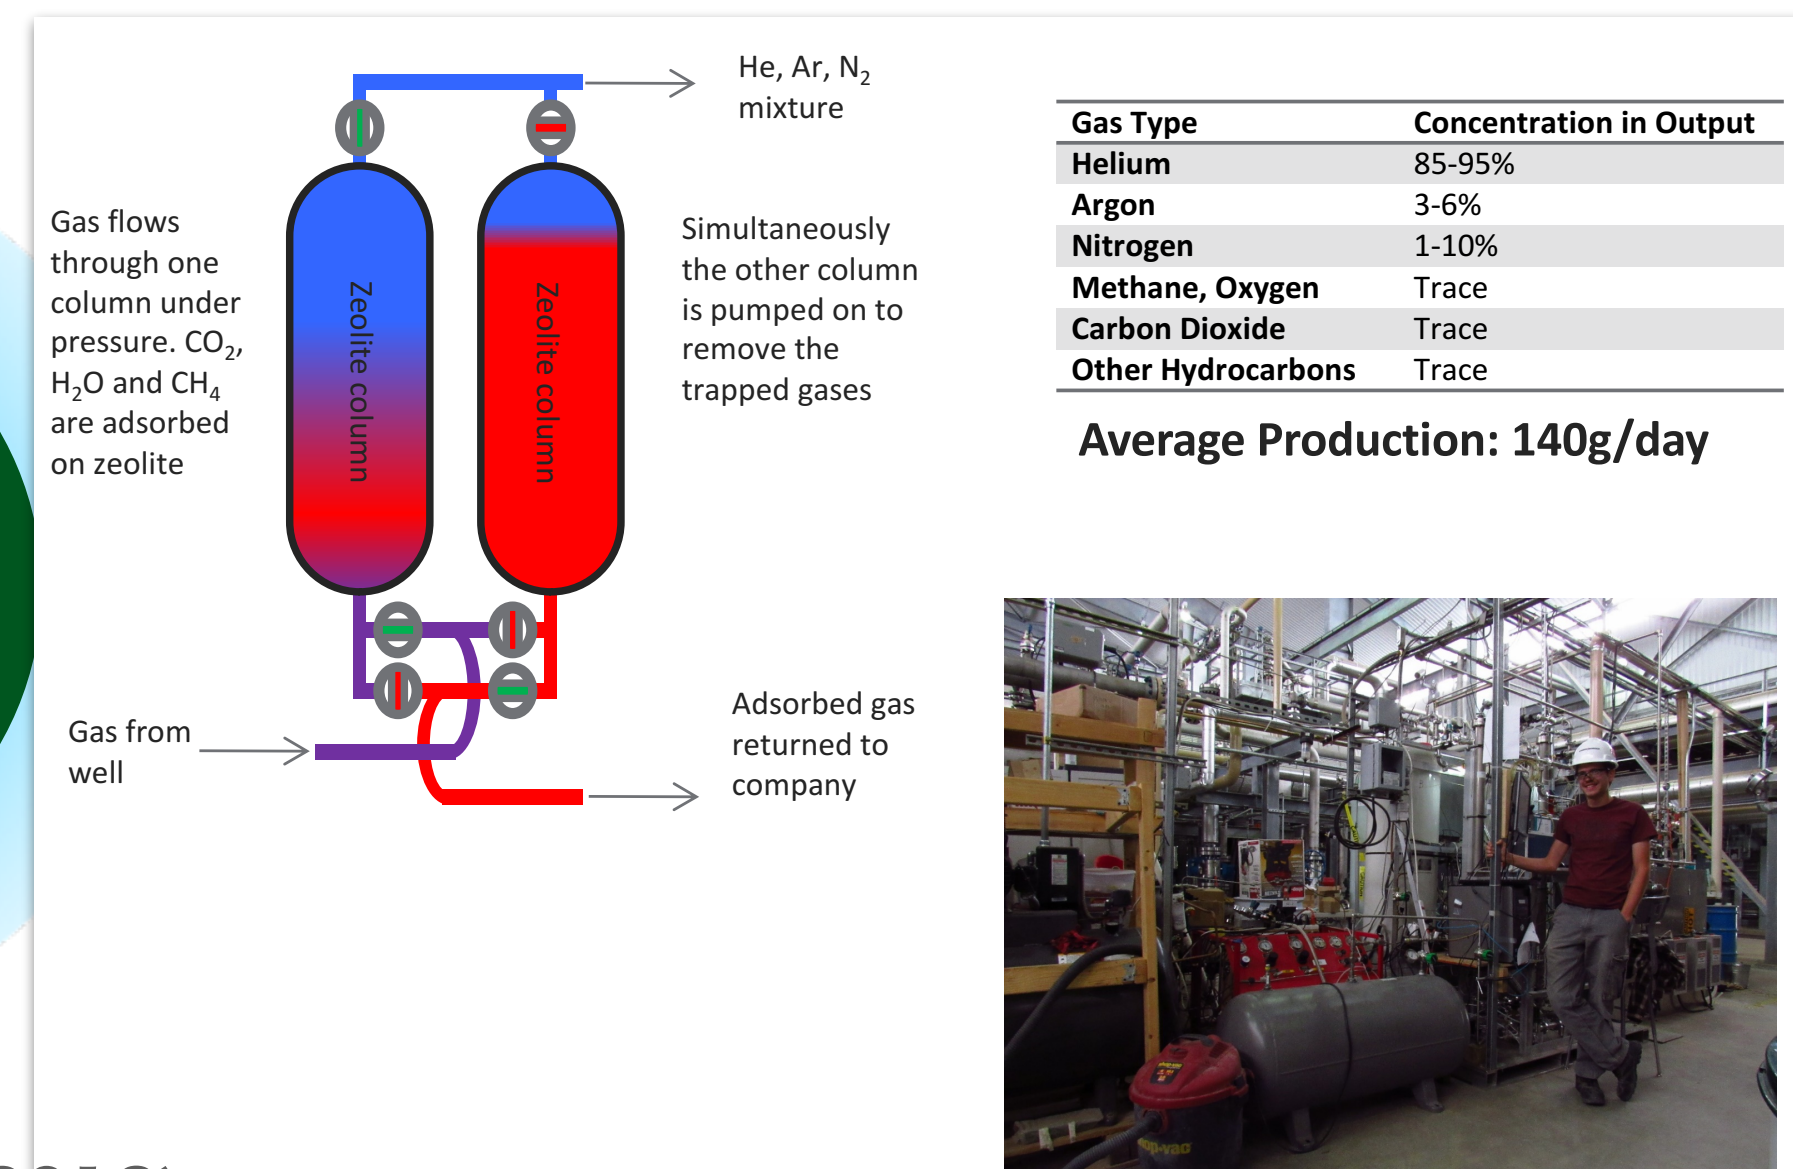 He, Ar, N₂
mixture
Gas flows
through one
column under
pressure. CO₂,
H₂O and CH₄
are adsorbed
on zeolite
Zeolite column
Zeolite column
Simultaneously
the other column
is pumped on to
remove the
trapped gases
Gas from
well
Adsorbed gas
returned to
company
Gas Type Concentration in Output
Helium 85-95%
Argon 3-6%
Nitrogen 1-10%
Methane, Oxygen Trace
Carbon Dioxide Trace
Other Hydrocarbons Trace
Average Production: 140g/day